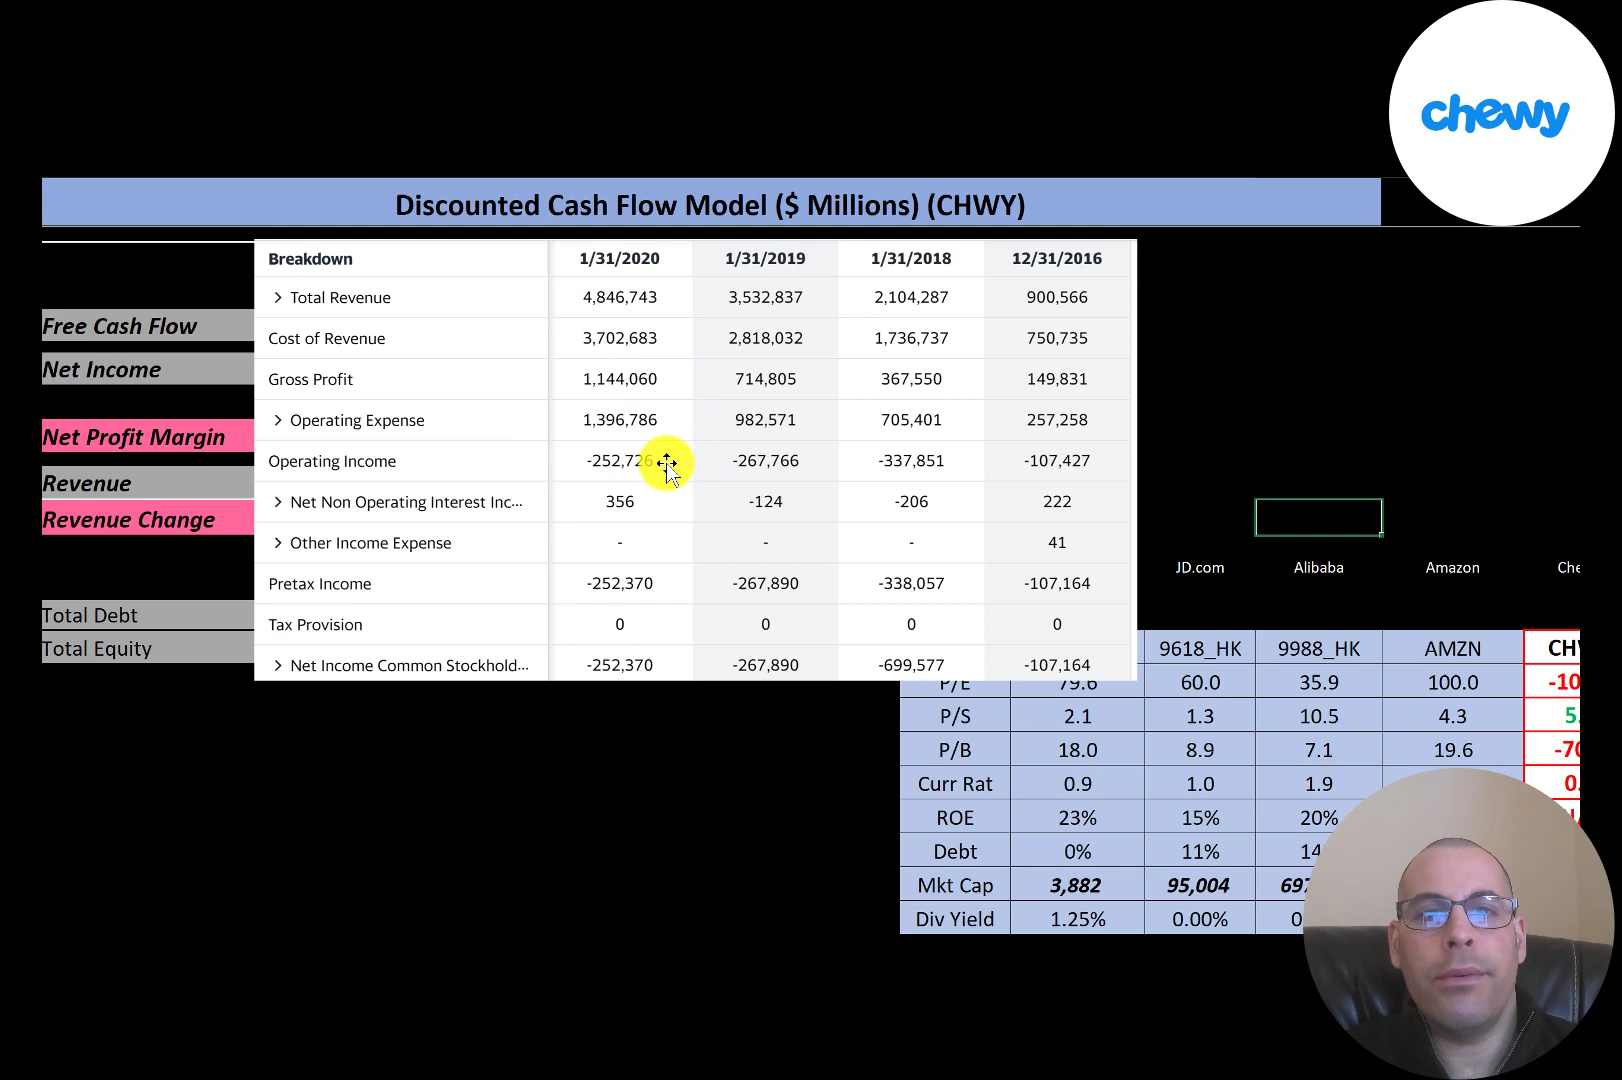 chewy
Discounted Cash Flow Model ($ Millions) (CHWY)
Breakdown 1/31/2020 1/31/2019 1/31/2018 12/31/2016
Total Revenue 4,846,743 3,532,837 2,104,287 900,566
Free Cash Flow
Cost of Revenue 3,702,683 2,818,032 1,736,737 750,735
Net Income
Gross Profit 1,144,060 714,805 367,550 149,831
Operating Expense 1,396,786 982,571 705,401 257,258
Net Profit Margin
Operating Income -252,726 -267,766 -337,851 -107,427
Revenue
Net Non Operating Interest Inc... 356 -124 -206 222
Revenue Change
Other Income Expense - - - 41
JD.com Alibaba Amazon
Pretax Income -252,370 -267,890 -338,057 -107,164
Total Debt
Tax Provision 0 0 0 0
Total Equity
9618_HK 9988_HK AMZN
Net Income Common Stockhold... -252,370 -267,890 -699,577 -107,164
P/E 79.6 60.0 35.9 100.0
P/S 2.1 1.3 10.5 4.3
P/B 18.0 8.9 7.1 19.6
Curr Rat 0.9 1.0 1.9
ROE 23% 15% 20%
Debt 0% 11%
Mkt Cap 3,882 95,004
Div Yield 1.25% 0.00%